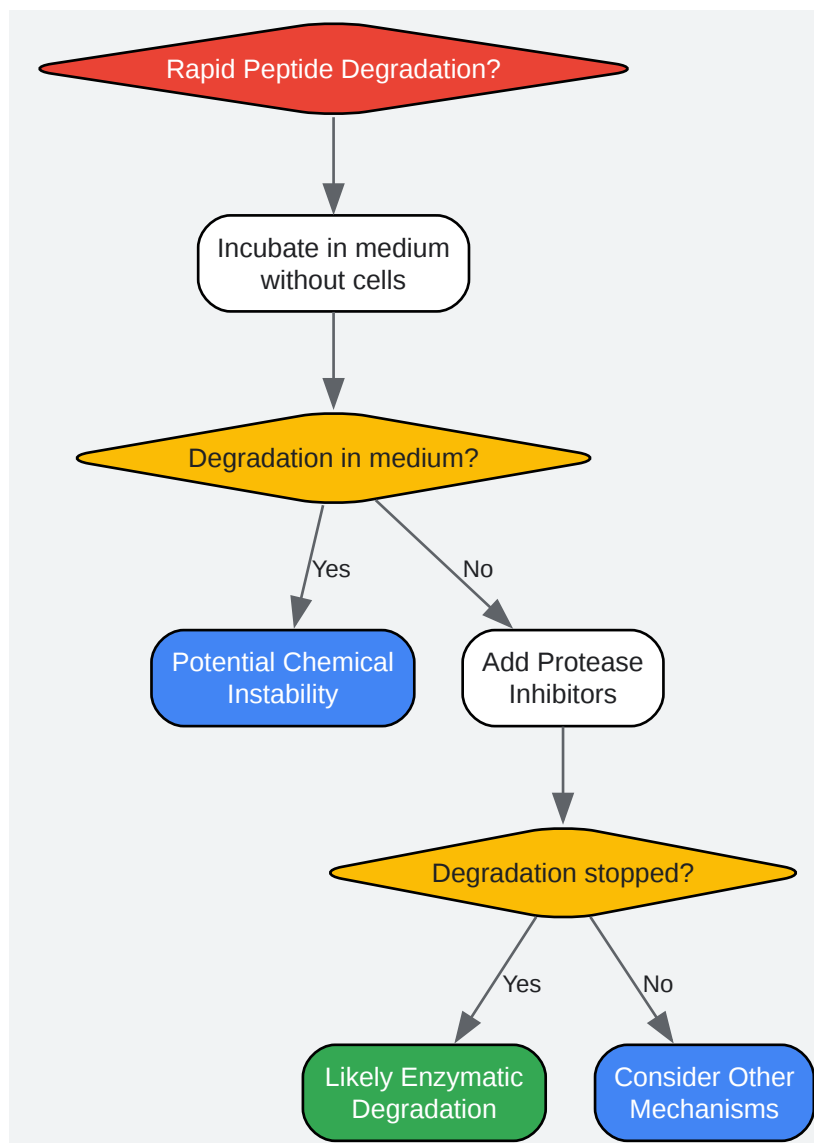 Rapid Peptide Degradation?
Incubate in medium
without cells
Degradation in medium?
Yes
No
Potential Chemical
Instability
Add Protease
Inhibitors
Degradation stopped?
Yes
No
Likely Enzymatic
Degradation
Consider Other
Mechanisms